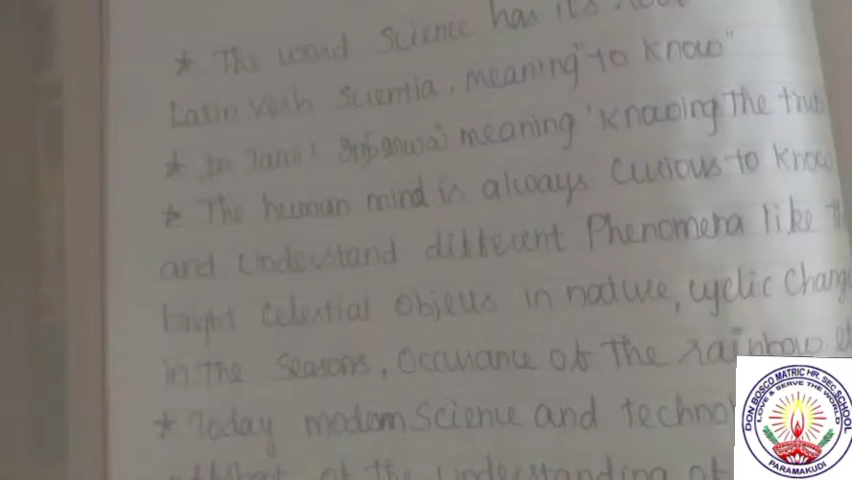 * The word Science has its root
Latin Verb Scientia, meaning "to know"
* In Tamil அறிவியல் meaning 'Knowing The truth
* The human mind is always curious to know
and Understand different Phenomena like
bright celestial objects in nature, cyclic change
in The Seasons, Occurance of The rainbow
* Today modern Science and
of the understanding of
DON BOSCO MATRIC HR. SEC. SCHOOL
LOVE & SERVE THE WORLD
PARAMAKUDI